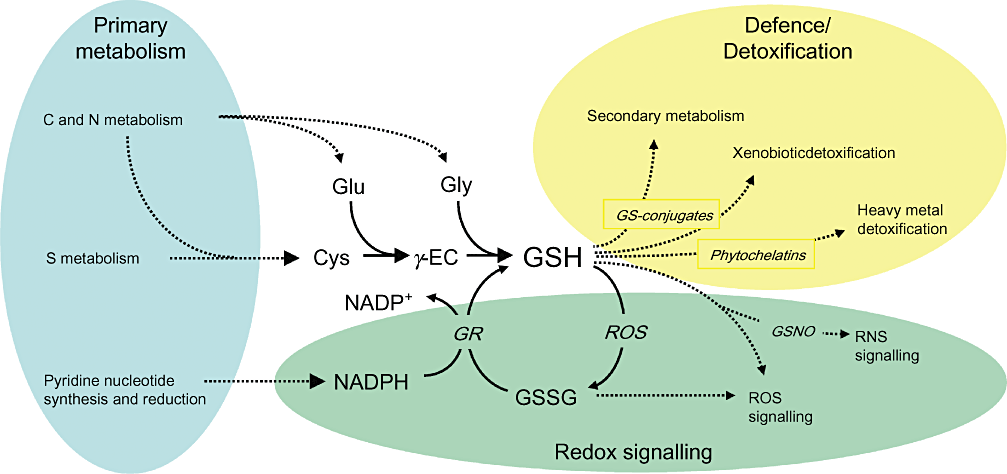 Primary
metabolism
Defence/
Detoxification
C and N metabolism
Secondary metabolism
Xenobioticdetoxification
Glu
Gly
GS-conjugates
Heavy metal
detoxification
S metabolism
Cys
γ-EC
GSH
Phytochelatins
NADP+
GR
ROS
GSNO
RNS
signalling
Pyridine nucleotide
synthesis and reduction
NADPH
GSSG
ROS
signalling
Redox signalling